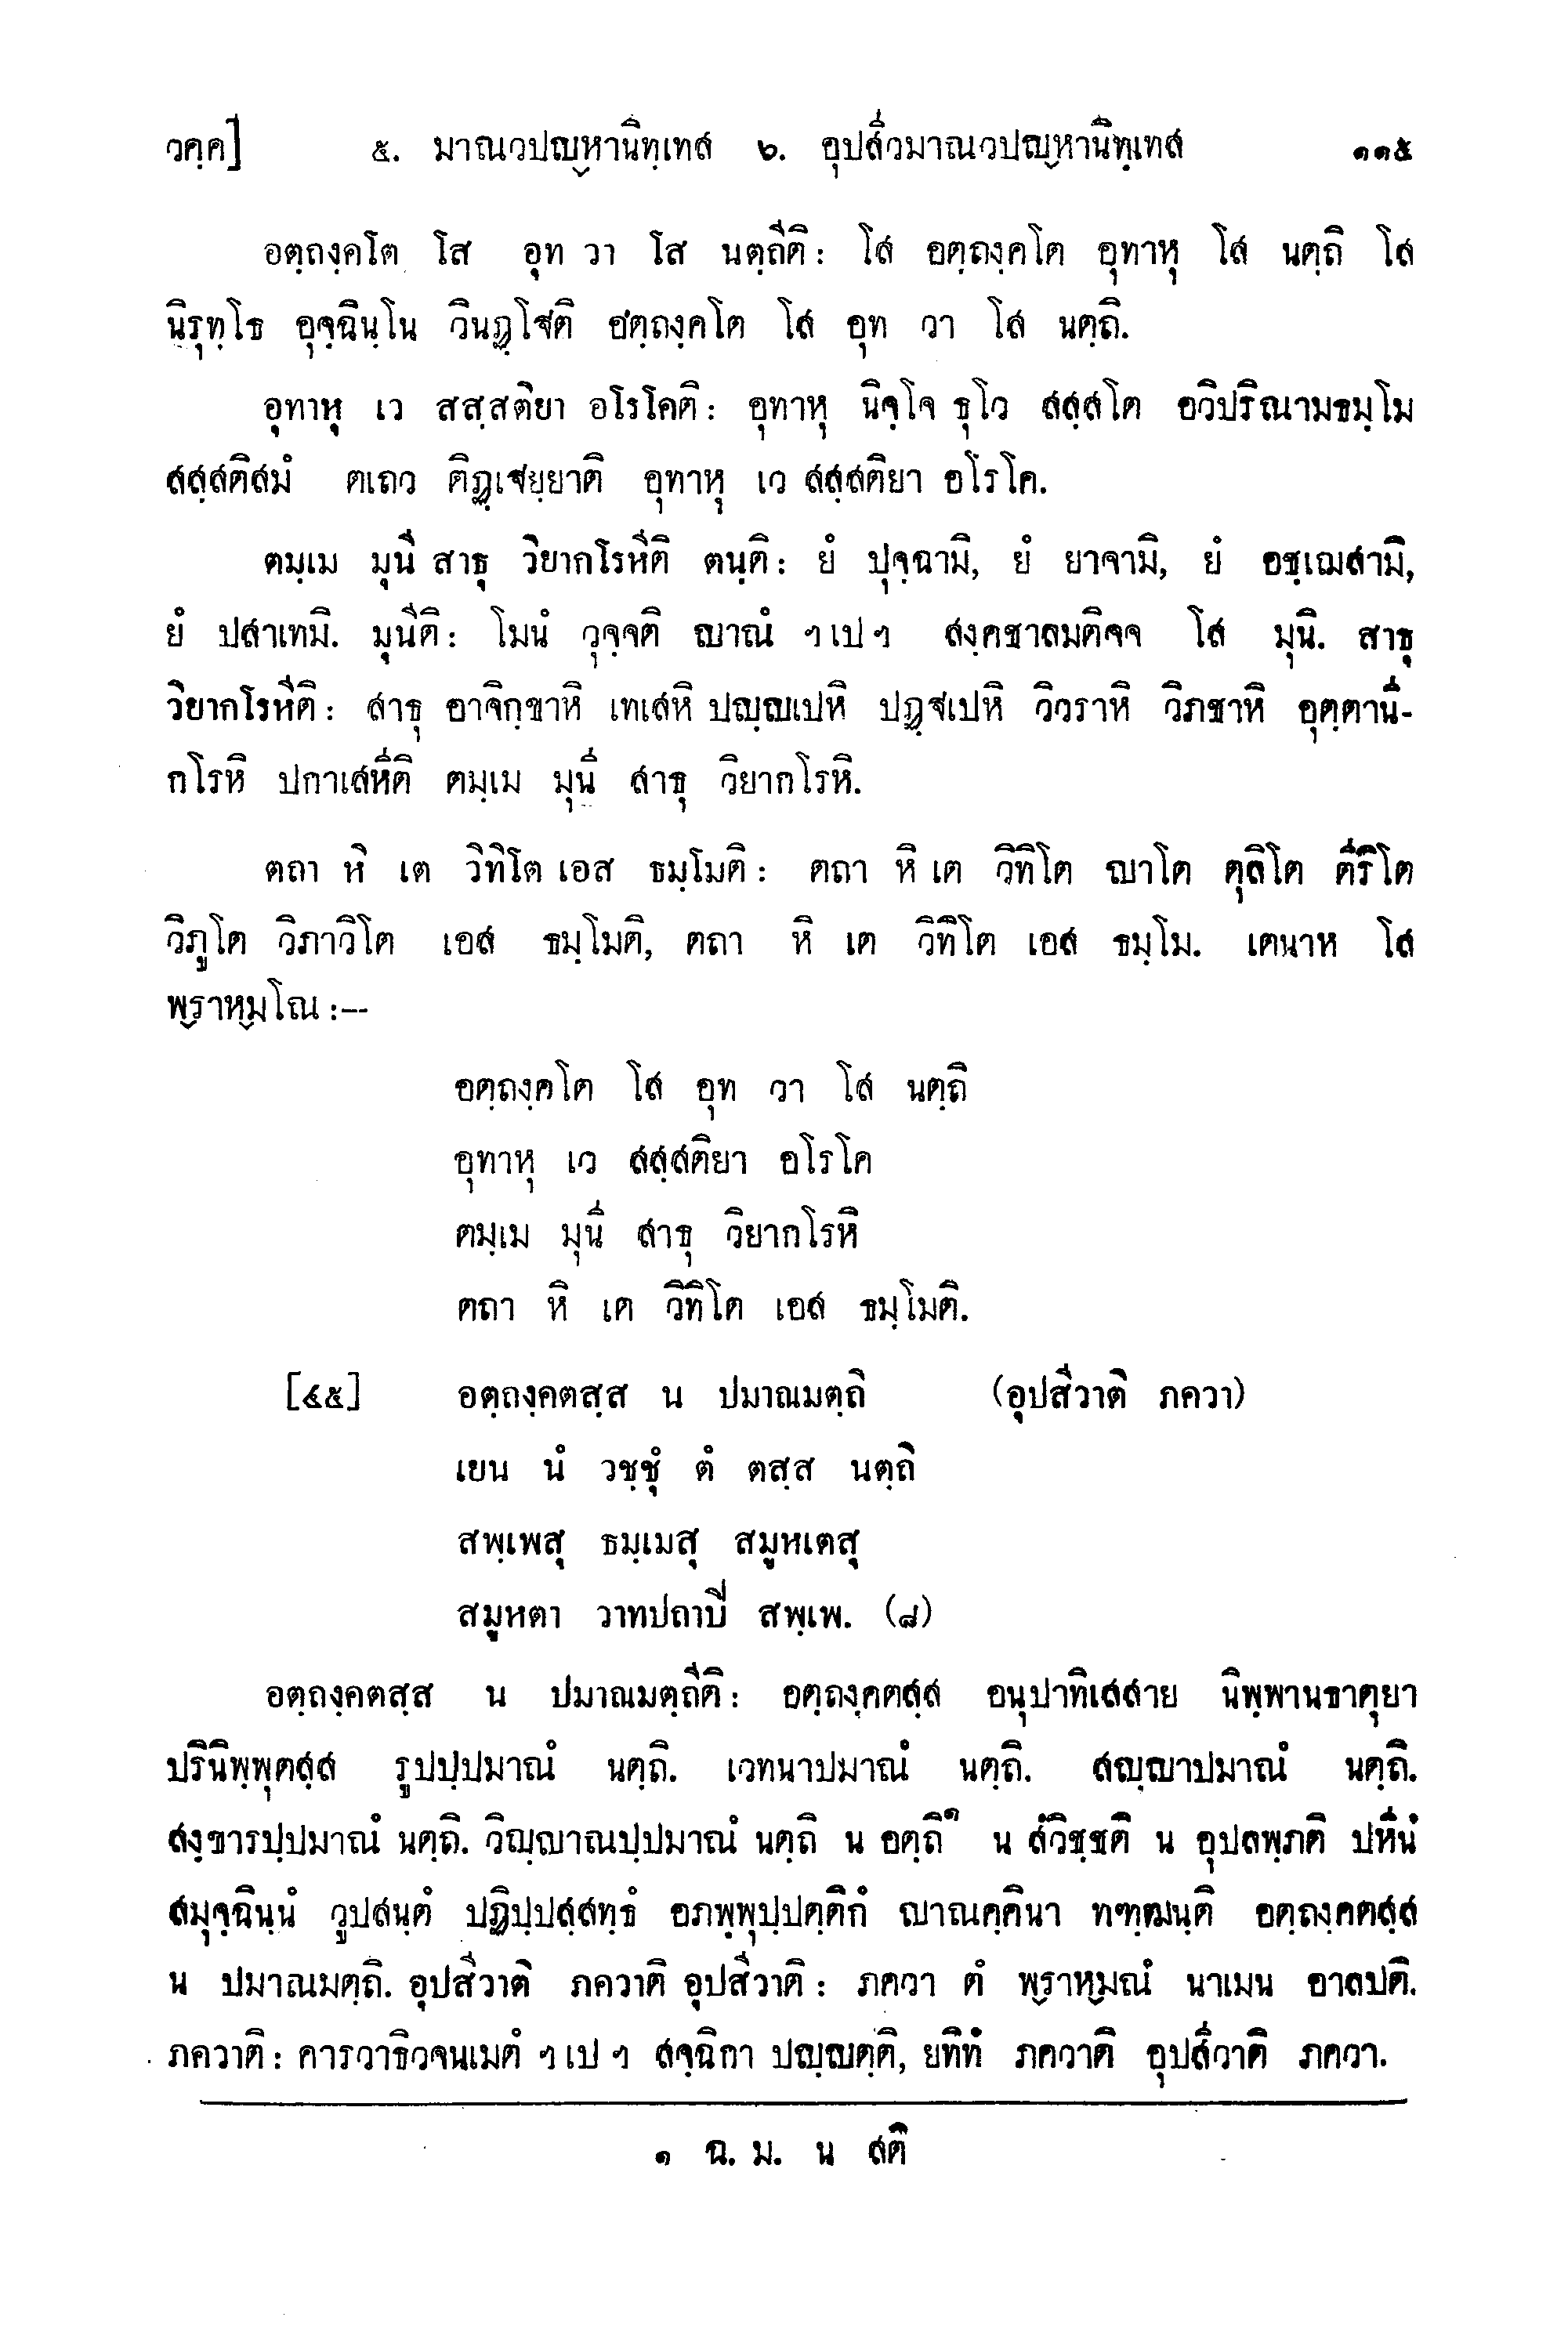 วคฺค]  ๕. มาณวปญฺหานิทฺเทส  ๖. อุปสีวมาณวปญฺหานิทฺเทส  ๑๑๕
อตฺถงฺคโต โส อุท วา โส นตฺถีติ: โส อตฺถงฺคโต อุทาหุ โส นตฺถิ โส
นิรุทฺโธ อุจฺฉินฺโน วินฏฺโฐติ อตฺถงฺคโต โส อุท วา โส นตฺถิ.
อุทาหุ เว สสฺสติยา อโรโคติ: อุทาหุ นิจฺโจ ธุโว สสฺสโต อวิปริณามธมฺโม
สสฺสติสมํ ตเถว ติฏฺเฐยฺยาติ อุทาหุ เว สสฺสติยา อโรโค.
ตมฺเม มุนี สาธุ วิยากโรหีติ ตนฺติ: ยํ ปุจฺฉามิ, ยํ ยาจามิ, ยํ อชฺเฌสามิ,
ยํ ปสาเทมิ. มุนีติ: โมนํ วุจฺจติ ญาณํ ฯเปฯ สงฺคชาลมติจจ โส มุนิ. สาธุ
วิยากโรหีติ: สาธุ อาจิกฺขาหิ เทเสหิ ปญฺญเปหิ ปฏฺฐเปหิ วิวราหิ วิภชาหิ อุตฺตานี-
กโรหิ ปกาเสหีติ ตมฺเม มุนี สาธุ วิยากโรหิ.
ตถา หิ เต วิทิโต เอส ธมฺโมติ: ตถา หิ เต วิทิโต ญาโต ตุลิโต ตีริโต
วิภูโต วิภาวิโต เอส ธมฺโมติ, ตถา หิ เต วิทิโต เอส ธมฺโม. เตนาห โส
พฺราหฺมโณ:--
อตฺถงฺคโต โส อุท วา โส นตฺถิ
อุทาหุ เว สสฺสติยา อโรโค
ตมฺเม มุนี สาธุ วิยากโรหิ
ตถา หิ เต วิทิโต เอส ธมฺโมติ.
[๔๕]  อตฺถงฺคตสฺส น ปมาณมตฺถิ  (อุปสีวาติ ภควา)
เยน นํ วชฺชุํ ตํ ตสฺส นตฺถิ
สพฺเพสุ ธมฺเมสุ สมูหเตสุ
สมูหตา วาทปถาปี สพฺเพ. (๘)
อตฺถงฺคตสฺส น ปมาณมตฺถีติ: อตฺถงฺคตสฺส อนุปาทิเสสาย นิพฺพานธาตุยา
ปรินิพฺพุตสฺส รูปปฺปมาณํ นตฺถิ. เวทนาปมาณํ นตฺถิ. สญฺญาปมาณํ นตฺถิ.
สงฺขารปฺปมาณํ นตฺถิ. วิญฺญาณปฺปมาณํ นตฺถิ น อตฺถิ๑ น สํวิชฺชติ น อุปลพฺภติ ปหีนํ
สมุจฺฉินฺนํ วูปสนฺตํ ปฏิปฺปสฺสทฺธํ อภพฺพุปฺปตฺติกํ ญาณคฺคินา ทฑฺฒนฺติ อตฺถงฺคตสฺส
น ปมาณมตฺถิ. อุปสีวาติ ภควาติ อุปสีวาติ: ภควา ตํ พฺราหฺมณํ นาเมน อาลปติ.
ภควาติ: คารวาธิวจนเมตํ ฯเปฯ สจฺฉิกา ปญฺญตฺติ, ยทิทํ ภควาติ อุปสีวาติ ภควา.
๑ ฉ. ม. น สติ